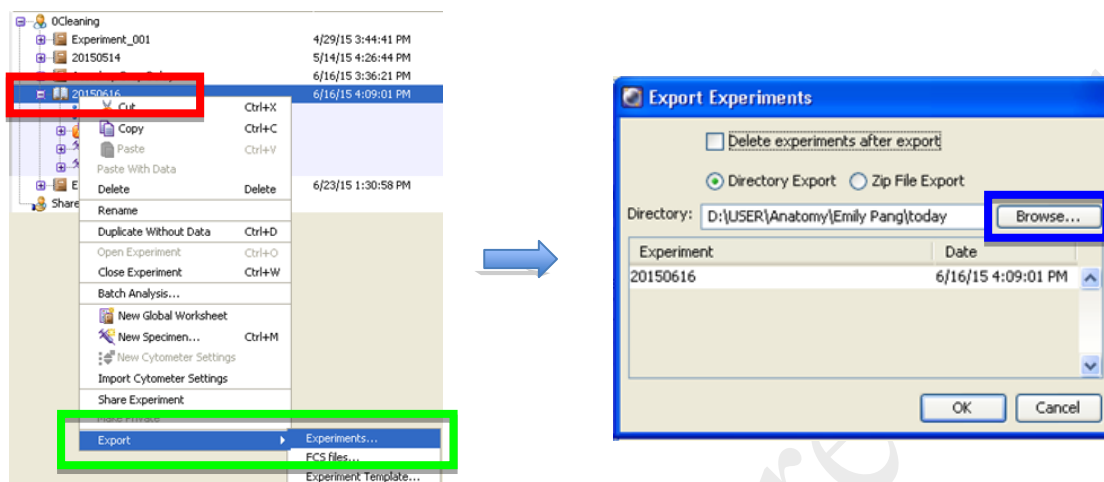 0Cleaning
Experiment_001 4/29/15 3:44:41 PM
20150514 5/14/15 4:26:44 PM
6/16/15 3:36:21 PM
20150616 6/16/15 4:09:01 PM
Cut Ctrl+X
Copy Ctrl+C
Paste Ctrl+V
Paste With Data
E 6/23/15 1:30:58 PM
Delete Delete
Share
Rename
Duplicate Without Data Ctrl+D
Open Experiment Ctrl+O
Close Experiment Ctrl+W
Batch Analysis...
New Global Worksheet
New Specimen... Ctrl+M
New Cytometer Settings
Import Cytometer Settings
Share Experiment
Make Private
Export Experiments...
FCS files...
Experiment Template...
Export Experiments
Delete experiments after export
Directory Export Zip File Export
Directory: D:\USER\Anatomy\Emily Pang\today Browse...
Experiment Date
20150616 6/16/15 4:09:01 PM
OK Cancel